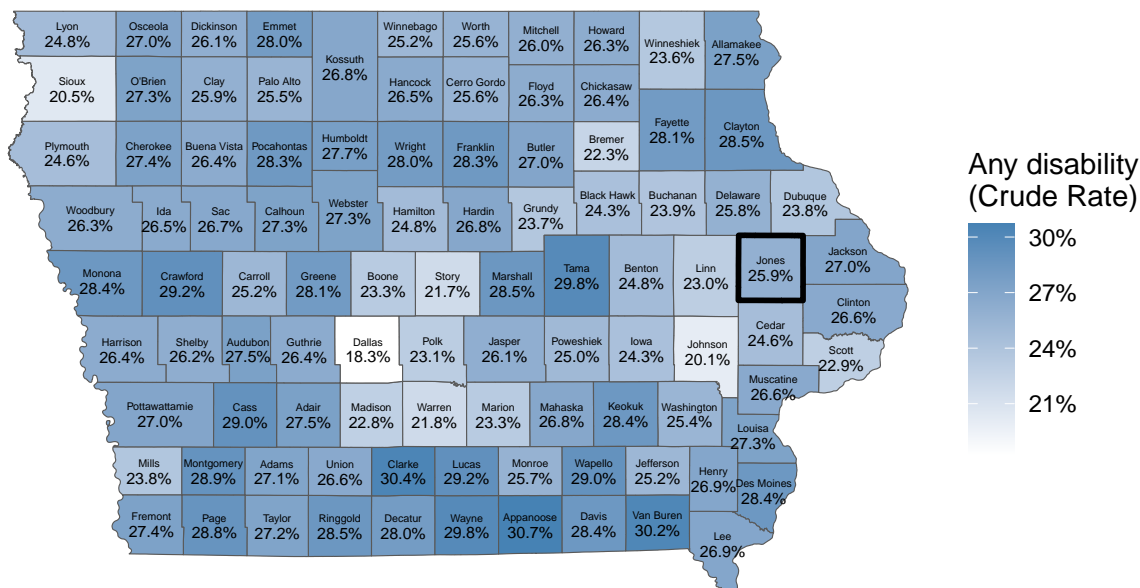 Lyon
24.8%
Osceola
27.0%
Dickinson
26.1%
Emmet
28.0%
Kossuth
26.8%
Winnebago
25.2%
Worth
25.6%
Mitchell
26.0%
Howard
26.3%
Winneshiek
23.6%
Allamakee
27.5%
Sioux
20.5%
O'Brien
27.3%
Clay
25.9%
Palo Alto
25.5%
Hancock
26.5%
Cerro Gordo
25.6%
Floyd
26.3%
Chickasaw
26.4%
Plymouth
24.6%
Cherokee
27.4%
Buena Vista
26.4%
Pocahontas
28.3%
Humboldt
27.7%
Wright
28.0%
Franklin
28.3%
Butler
27.0%
Bremer
22.3%
Fayette
28.1%
Clayton
28.5%
Woodbury
26.3%
Ida
26.5%
Sac
26.7%
Calhoun
27.3%
Webster
27.3%
Hamilton
24.8%
Hardin
26.8%
Grundy
23.7%
Black Hawk
24.3%
Buchanan
23.9%
Delaware
25.8%
Dubuque
23.8%
Monona
28.4%
Crawford
29.2%
Carroll
25.2%
Greene
28.1%
Boone
23.3%
Story
21.7%
Marshall
28.5%
Tama
29.8%
Benton
24.8%
Linn
23.0%
Jones
25.9%
Jackson
27.0%
Clinton
26.6%
Harrison
26.4%
Shelby
26.2%
Audubon
27.5%
Guthrie
26.4%
Dallas
18.3%
Polk
23.1%
Jasper
26.1%
Poweshiek
25.0%
Iowa
24.3%
Johnson
20.1%
Cedar
24.6%
Scott
22.9%
Muscatine
26.6%
Pottawattamie
27.0%
Cass
29.0%
Adair
27.5%
Madison
22.8%
Warren
21.8%
Marion
23.3%
Mahaska
26.8%
Keokuk
28.4%
Washington
25.4%
Louisa
27.3%
Mills
23.8%
Montgomery
28.9%
Adams
27.1%
Union
26.6%
Clarke
30.4%
Lucas
29.2%
Monroe
25.7%
Wapello
29.0%
Jefferson
25.2%
Henry
26.9%
Des Moines
28.4%
Fremont
27.4%
Page
28.8%
Taylor
27.2%
Ringgold
28.5%
Decatur
28.0%
Wayne
29.8%
Appanoose
30.7%
Davis
28.4%
Van Buren
30.2%
Lee
26.9%
Any disability
(Crude Rate)
30%
27%
24%
21%